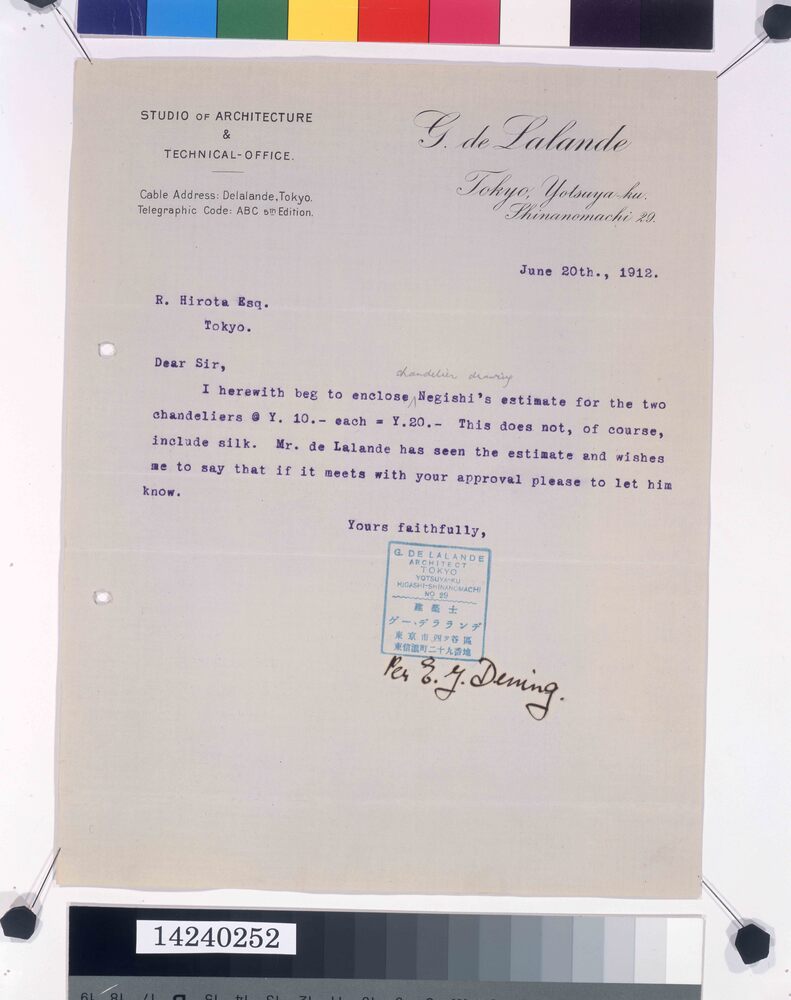 STUDIO OF ARCHITECTURE
&
TECHNICAL-OFFICE.
Cable Address: Delalande, Tokyo.
Telegraphic Code: ABC 5th Edition.
G. de Lalande
Tokyo, Yotsuya-ku.
Shinanomachi 29.
June 20th., 1912.
R. Hirota Esq.
Tokyo.
Dear Sir,
chandelier drawing
I herewith beg to enclose Negishi's estimate for the two
chandeliers @ Y. 10.- each = Y.20.- This does not, of course,
include silk. Mr. de Lalande has seen the estimate and wishes
me to say that if it meets with your approval please to let him
know.
Yours faithfully,
G. DE LALANDE
ARCHITECT
TOKYO
YOTSUYA-KU
HIGASHI-SHINANOMACHI
NO 29
建築士
ゲー、デラランデ
東京市四ツ谷區
東信濃町二十九番地
Per E. G. Dening.
14240252